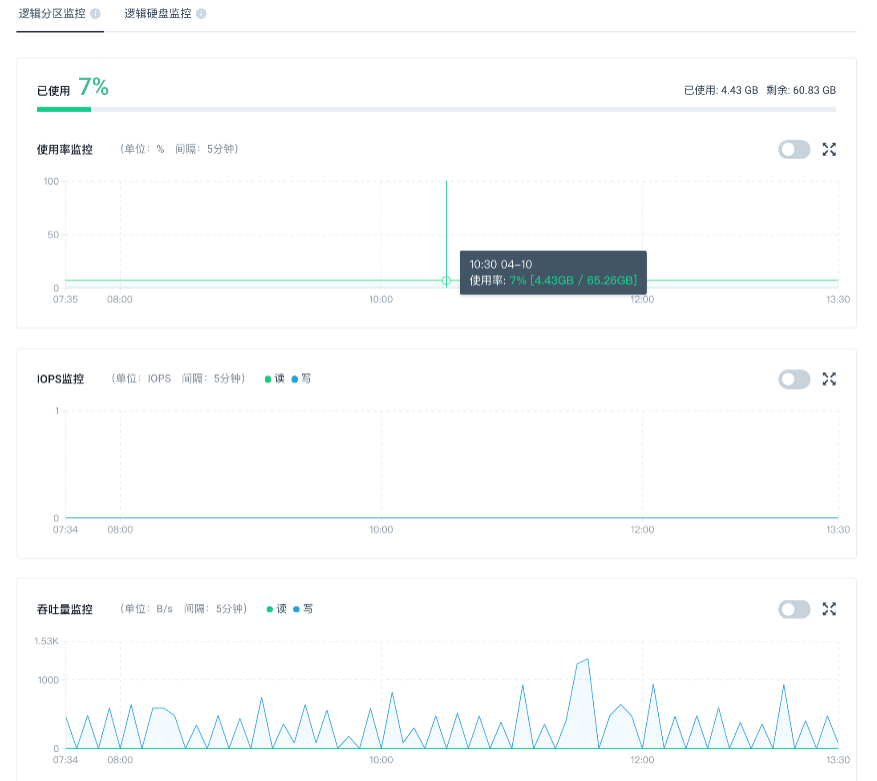 逻辑分区监控 逻辑硬盘监控
已使用 7% 已使用: 4.43 GB 剩余: 60.83 GB
使用率监控 （单位：% 间隔：5分钟）
100
50
0
10:30 04-10
使用率: 7% [4.43GB / 65.26GB]
07:35 08:00 10:00 12:00 13:30
IOPS监控 （单位：IOPS 间隔：5分钟） 读 写
1
0
07:34 08:00 10:00 12:00 13:30
吞吐量监控 （单位：B/s 间隔：5分钟） 读 写
1.53K
1000
0
07:34 08:00 10:00 12:00 13:30